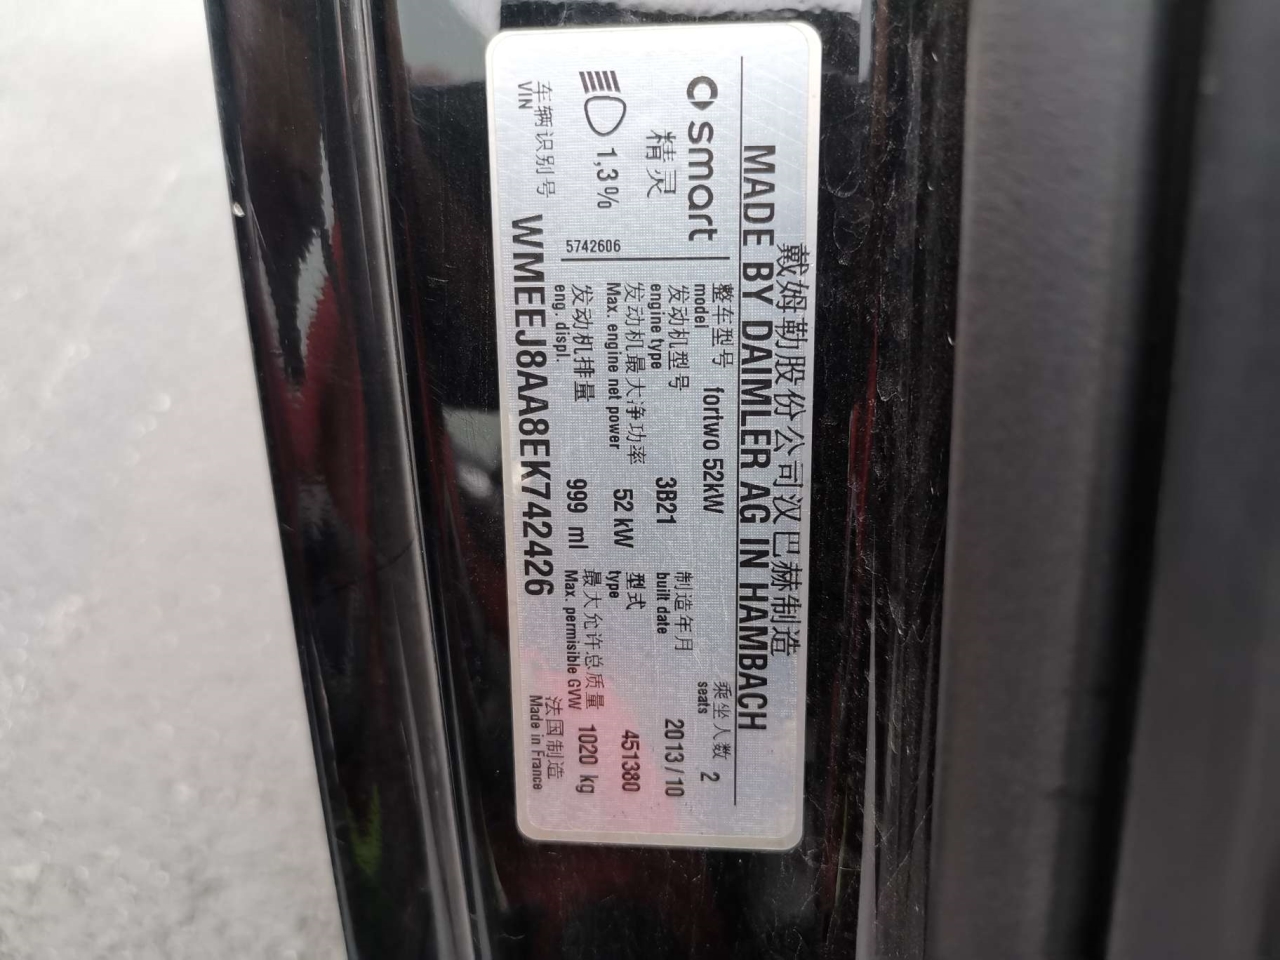 戴姆勒股份公司汉巴赫制造
MADE BY DAIMLER AG IN HAMBACH
smart
精灵
整车型号 fortwo 52kW 乘坐人数 2
model seats
发动机型号 3B21 制造年月 2013/10
engine type built date
发动机最大净功率 52 kW 型式 451380
Max. engine net power type
发动机排量 999 ml 最大允许总质量 1020 kg
eng. displ. Max. permisible GVW
1,3%
5742606
车辆识别号 WMEEJ8AA8EK742426 法国制造
VIN Made in France